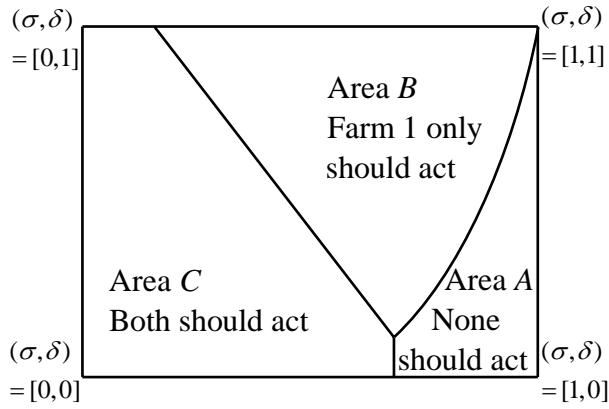 (σ,δ)
= [0,1]
(σ,δ)
= [1,1]
Area B
Farm 1 only
should act
Area C
Both should act
Area A
None
should act
(σ,δ)
= [0,0]
(σ,δ)
= [1,0]